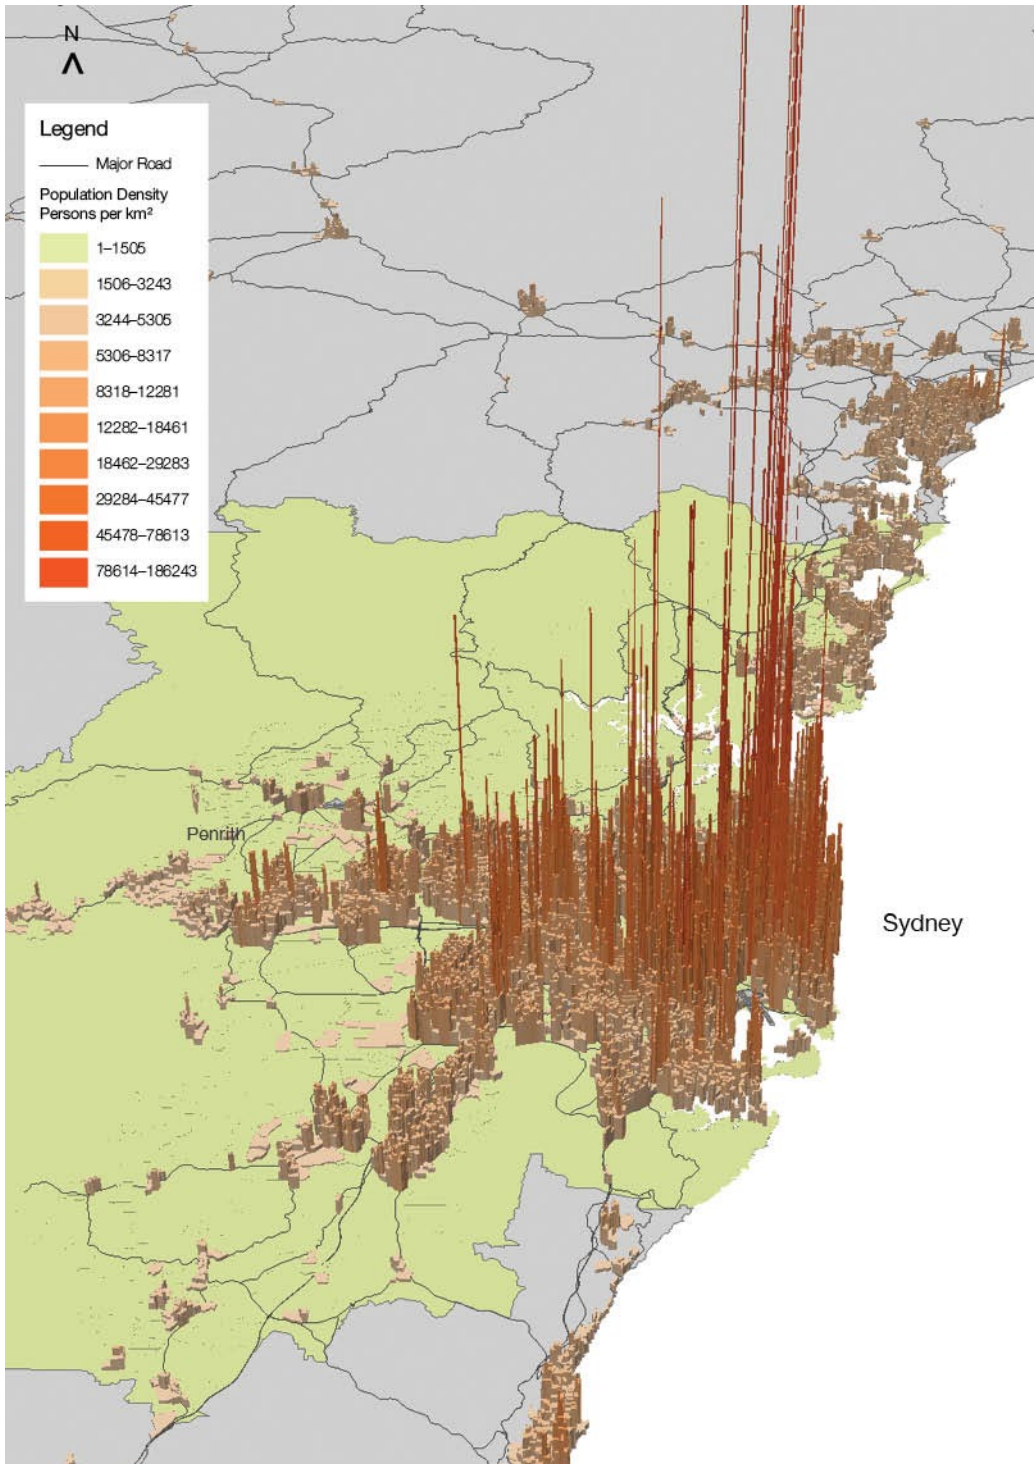 N
Legend
Major Road
Population Density
Persons per km²
1–1505
1506–3243
3244–5305
5306–8317
8318–12281
12282–18461
18462–29283
29284–45477
45478–78613
78614–186243
Penrith
Sydney